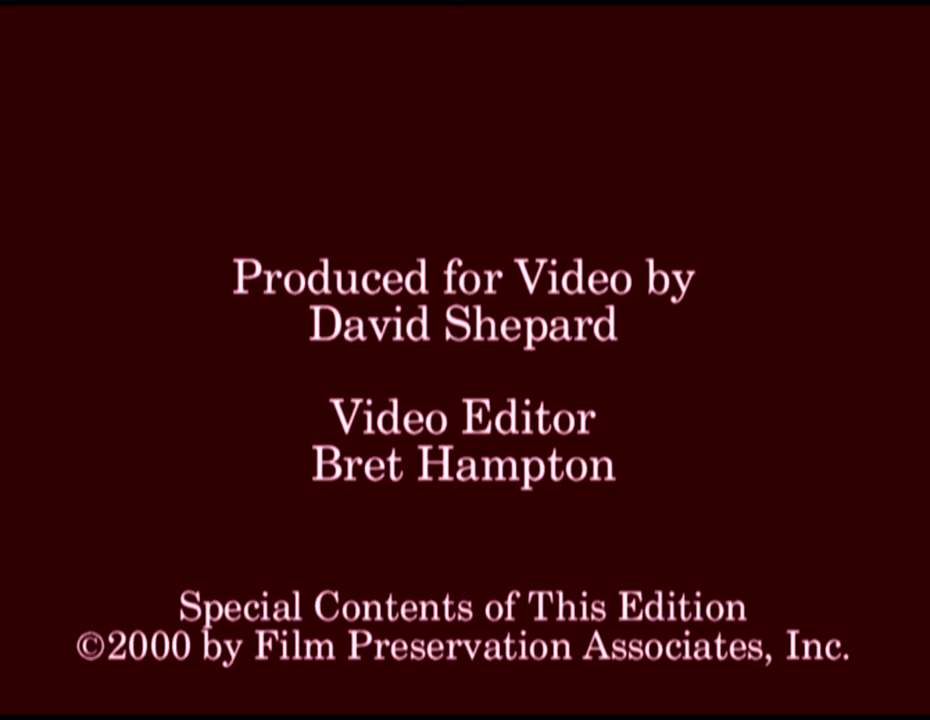 Produced for Video by
David Shepard
Video Editor
Bret Hampton
Special Contents of This Edition
©2000 by Film Preservation Associates, Inc.